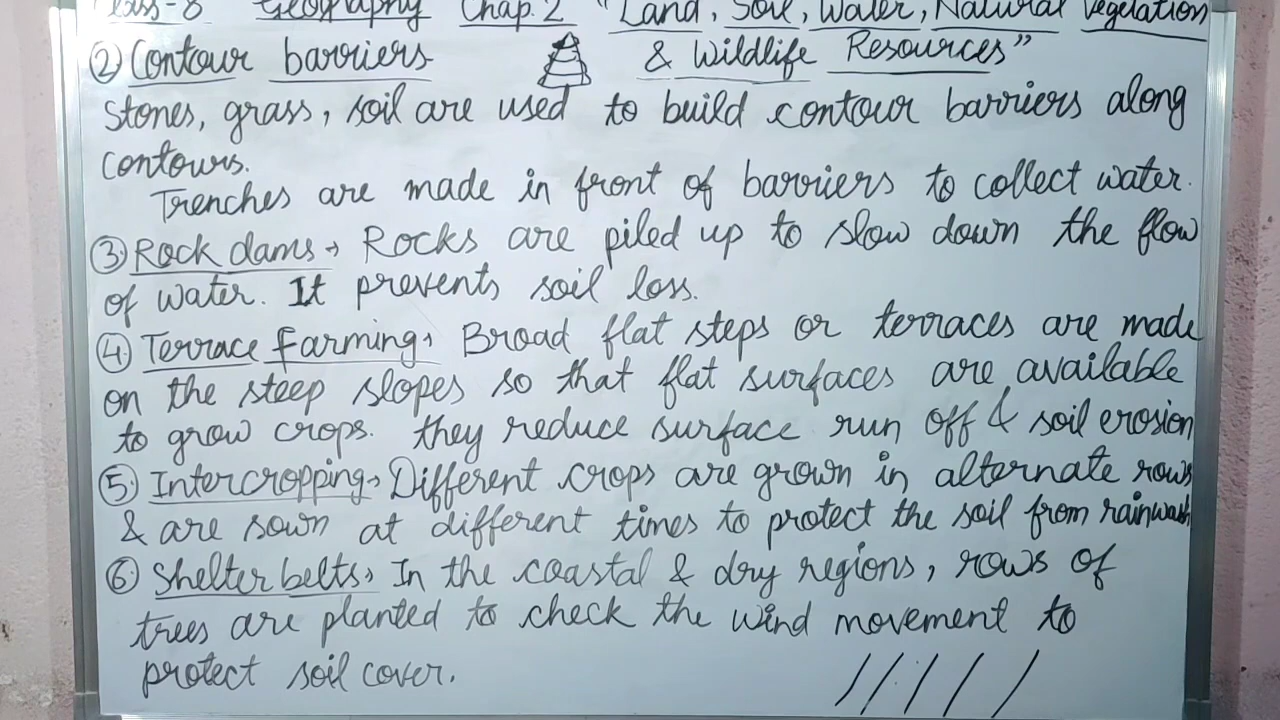 Class-8 Geography Chap. 2 "Land, Soil, Water, Natural Vegetation
② Contour barriers & Wildlife Resources"
Stones, grass, soil are used to build contour barriers along
contours.
Trenches are made in front of barriers to collect water.
③ Rock dams → Rocks are piled up to slow down the flow
of water. It prevents soil loss.
④ Terrace Farming → Broad flat steps or terraces are made
on the steep slopes so that flat surfaces are available
to grow crops. they reduce surface run off & soil erosion
⑤ Intercropping → Different crops are grown in alternate rows
& are sown at different times to protect the soil from rainwash
⑥ Shelter belts → In the coastal & dry regions, rows of
trees are planted to check the wind movement to
protect soil cover.